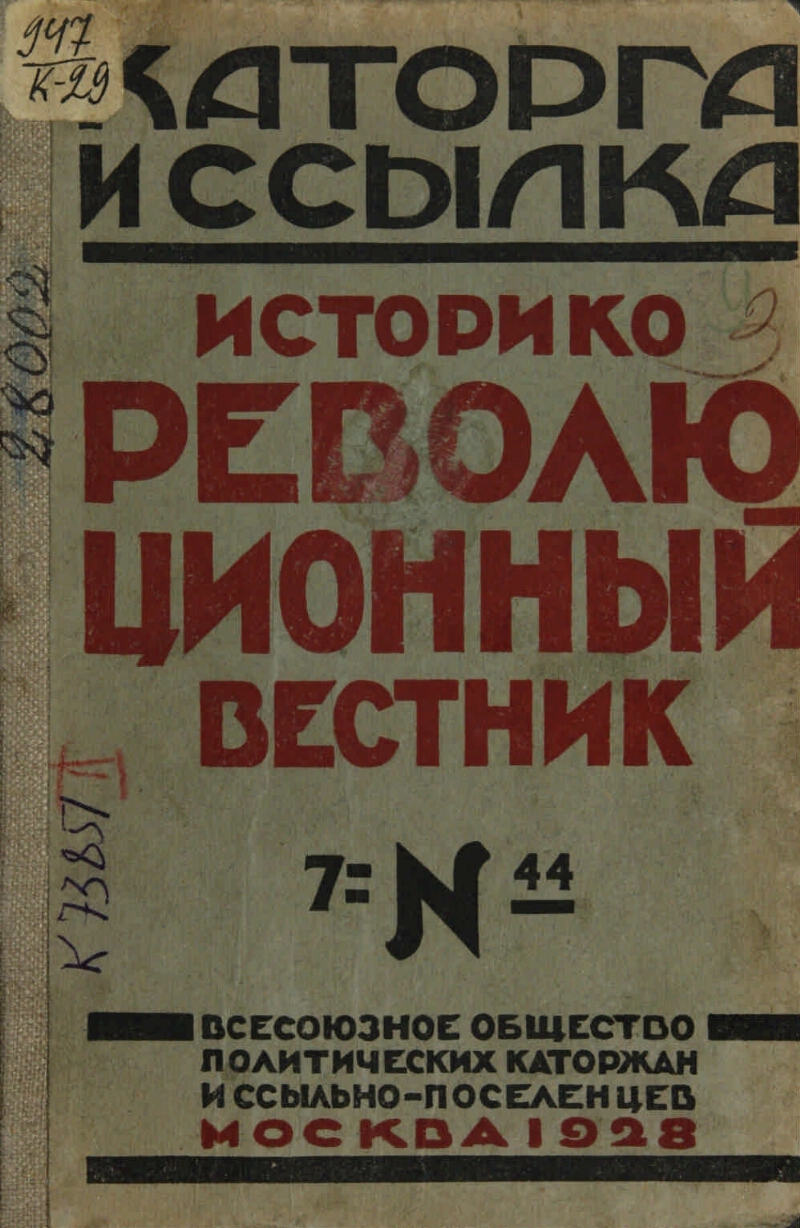 947
К-29
КАТОРГА
И ССЫЛКА
ИСТОРИКО
РЕВОЛЮ
ЦИОННЫЙ
ВЕСТНИК
7= N 44
ВСЕСОЮЗНОЕ ОБЩЕСТВО
ПОЛИТИЧЕСКИХ КАТОРЖАН
И ССЫЛЬНО-ПОСЕЛЕНЦЕВ
МОСКВА 1928
28002
К 73851